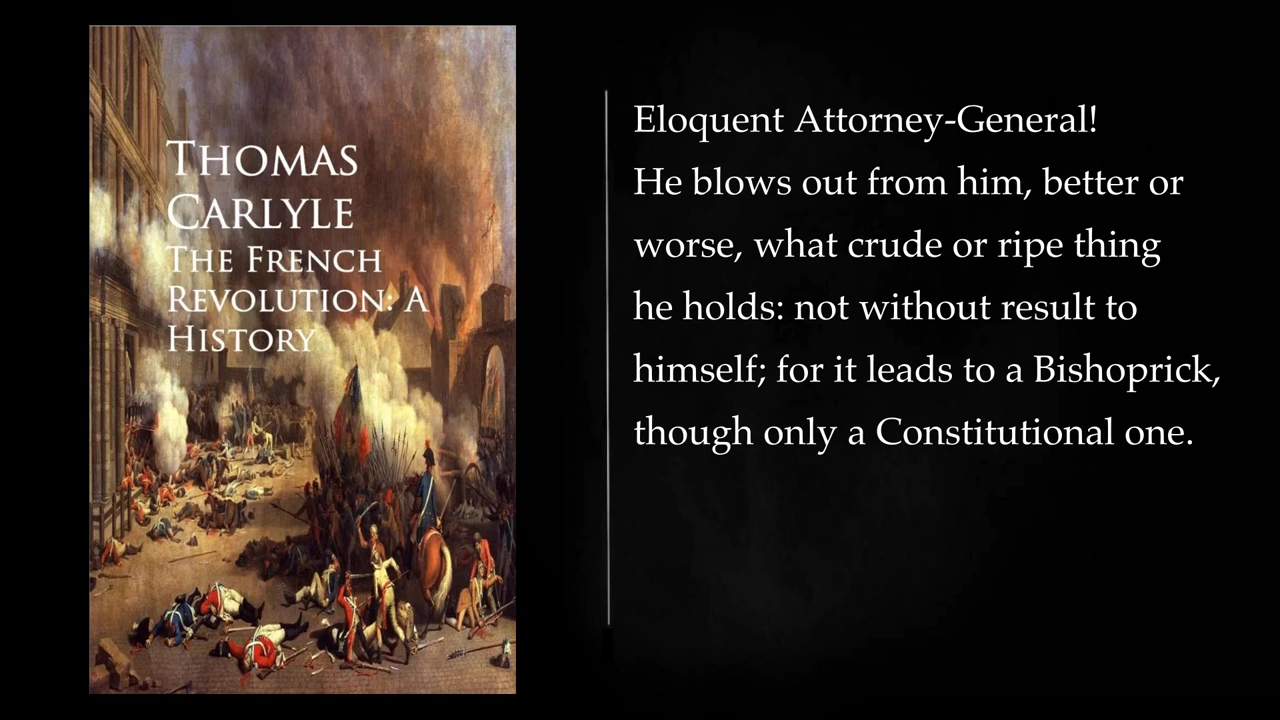 THOMAS
CARLYLE
THE FRENCH
REVOLUTION: A
HISTORY
Eloquent Attorney-General!
He blows out from him, better or
worse, what crude or ripe thing
he holds: not without result to
himself; for it leads to a Bishoprick,
though only a Constitutional one.